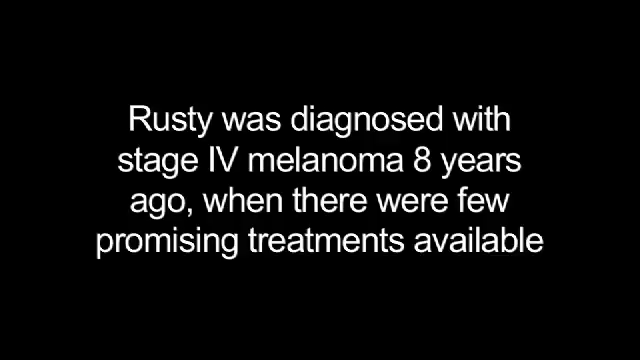 Rusty was diagnosed with
stage IV melanoma 8 years
ago, when there were few
promising treatments available